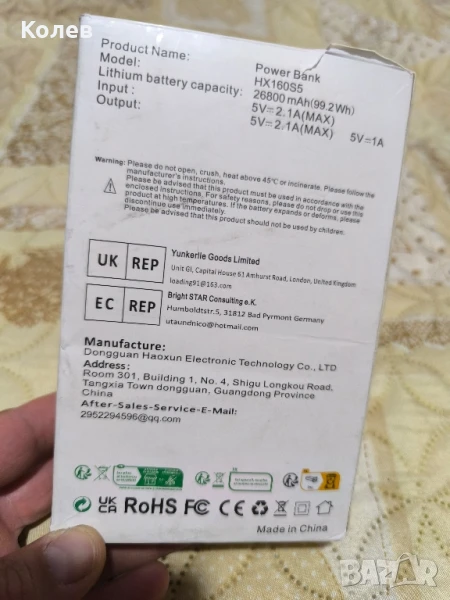 Колев
Product Name: Power Bank
Model: HX160S5
Lithium battery capacity: 26800 mAh(99.2Wh)
Input : 5V=2.1A(MAX)
Output: 5V=2.1A(MAX) 5V=1A
Warning: Please do not open, crush, heat above 45°C or incinerate. Please follow the
manufacturer's instructions.
Please be advised that this product must be used in accordance with the
enclosed instructions. For safety reasons, please do not drop or use this
product at high temperatures. If the battery expands or deforms, please
discontinue use immediately.
Please be advised that this product should not be used by children.
UK REP
Yunkerlie Goods Limited
Unit GI, Capital House 61 Amhurst Road, London, United Kingdom
loading91@163.com
EC REP
Bright STAR Consulting e.K.
Humboldtstr.5, 31812 Bad Pyrmont Germany
utaundnico@hotmail.com
Manufacture:
Dongguan Haoxun Electronic Technology Co., LTD
Address:
Room 301, Building 1, No. 4, Shigu Longkou Road,
Tangxia Town dongguan, Guangdong Province
China
After-Sales-Service-E-Mail:
2952294596@qq.com
UK CA RoHS FC CE
Made in China
BAZAR